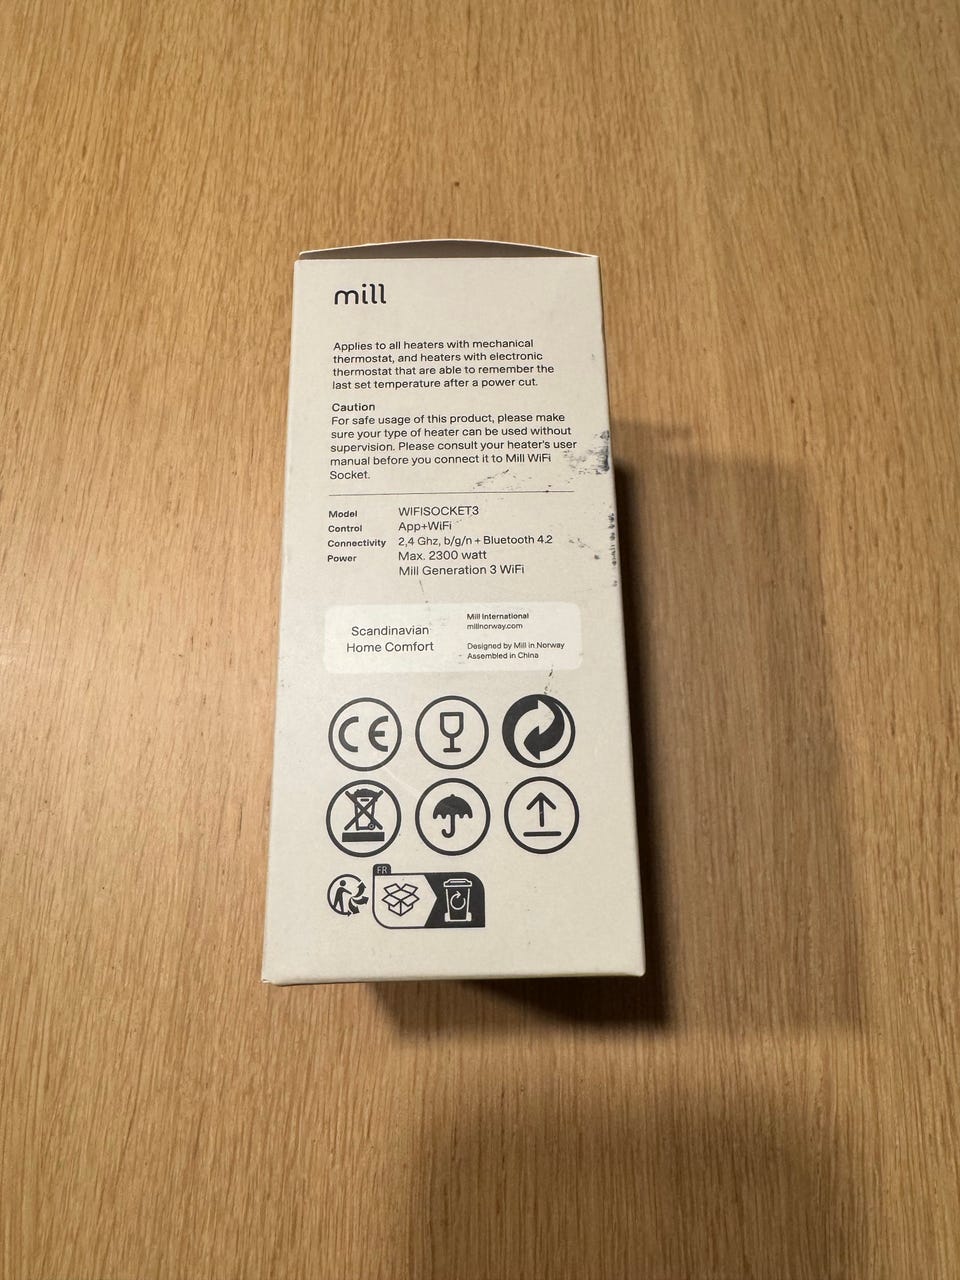 mill
Applies to all heaters with mechanical
thermostat, and heaters with electronic
thermostat that are able to remember the
last set temperature after a power cut.
Caution
For safe usage of this product, please make
sure your type of heater can be used without
supervision. Please consult your heater's user
manual before you connect it to Mill WiFi
Socket.
Model WIFISOCKET3
Control App+WiFi
Connectivity 2,4 Ghz, b/g/n + Bluetooth 4.2
Power Max. 2300 watt
Mill Generation 3 WiFi
Scandinavian
Home Comfort
Mill International
millnorway.com
Designed by Mill in Norway
Assembled in China
CE
FR